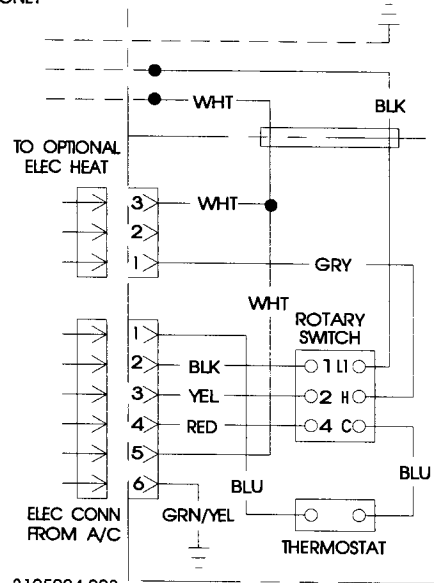 ONLY
WHT
BLK
TO OPTIONAL
ELEC HEAT
3 WHT
2
1 GRY
WHT
ROTARY
SWITCH
1
2 BLK 1 L1
3 YEL 2 H
4 RED 4 C
5
6
BLU BLU
ELEC CONN
FROM A/C
GRN/YEL
THERMOSTAT